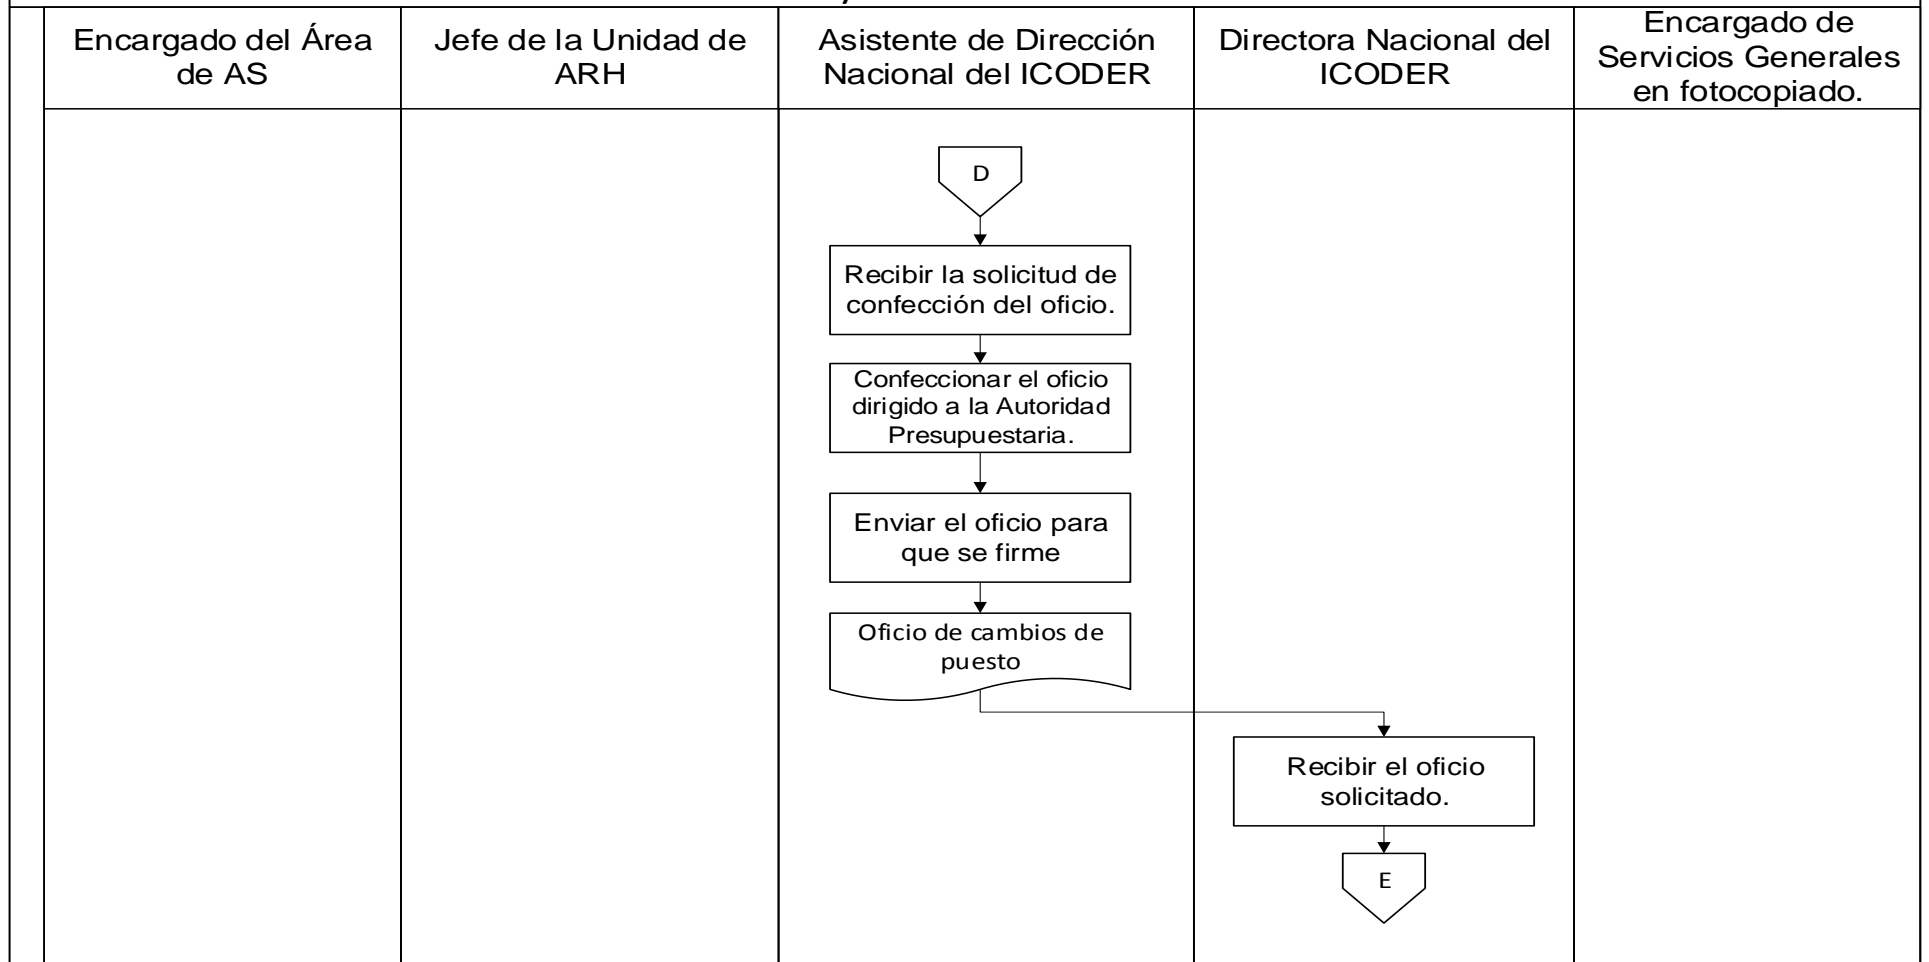 Encargado del Área
de AS
Jefe de la Unidad de
ARH
Asistente de Dirección
Nacional del ICODER
Directora Nacional del
ICODER
Encargado de
Servicios Generales
en fotocopiado.
D
Recibir la solicitud de
confección del oficio.
Confeccionar el oficio
dirigido a la Autoridad
Presupuestaria.
Enviar el oficio para
que se firme
Oficio de cambios de
puesto
Recibir el oficio
solicitado.
E